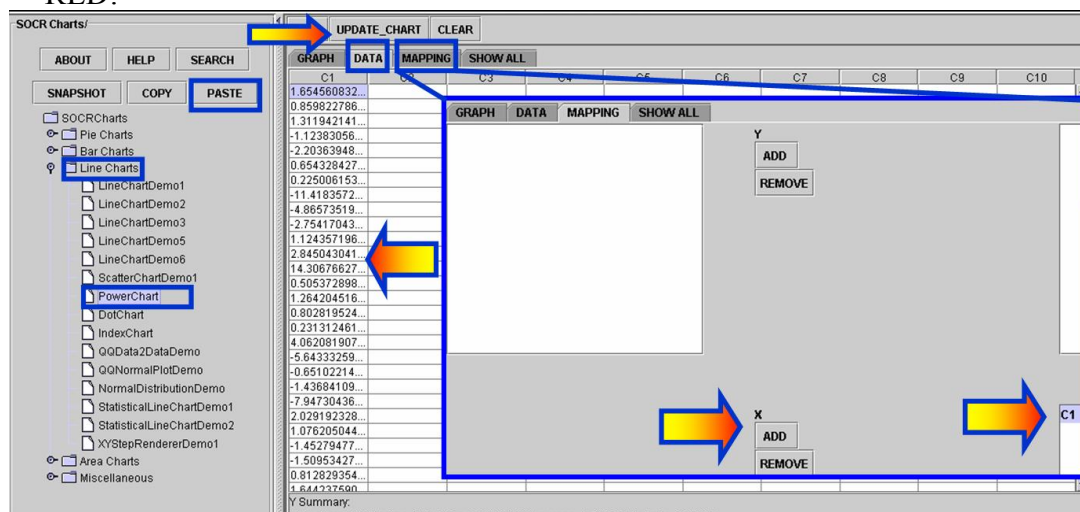 RED:
SOCR Charts/
UPDATE_CHART CLEAR
ABOUT HELP SEARCH
SNAPSHOT COPY PASTE
SOCRCharts
Pie Charts
Bar Charts
Line Charts
LineChartDemo1
LineChartDemo2
LineChartDemo3
LineChartDemo5
LineChartDemo6
ScatterChartDemo1
PowerChart
DotChart
IndexChart
QQData2DataDemo
QQNormalPlotDemo
NormalDistributionDemo
StatisticalLineChartDemo1
StatisticalLineChartDemo2
XYStepRendererDemo1
Area Charts
Miscellaneous
GRAPH DATA MAPPING SHOW ALL
C1 C2 C3 C4 C5 C6 C7 C8 C9 C10
1.654560832...
0.859822786...
1.311942141...
-1.12383056...
-2.20363948...
0.654328427...
0.225006153...
-11.4183572...
-4.86573519...
-2.75417043...
1.124357196...
2.845043041...
14.30676627...
0.505372898...
1.264204516...
0.802819524...
0.231312461...
4.062081907...
-5.64333259...
-0.65102214...
-1.43684109...
-7.94730436...
2.029192328...
1.076205044...
-1.45279477...
-1.50953427...
0.812829354...
1.644237590...
Y Summary:
GRAPH DATA MAPPING SHOW ALL
Y
ADD
REMOVE
X
ADD
REMOVE
C1